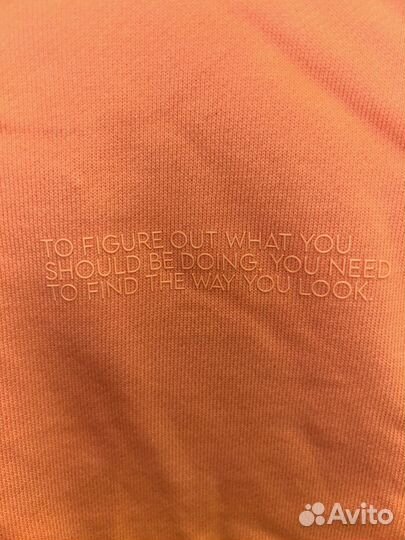 TO FIGURE OUT WHAT YOU
SHOULD BE DOING, YOU NEED
TO FIND THE WAY YOU LOOK.
Avito